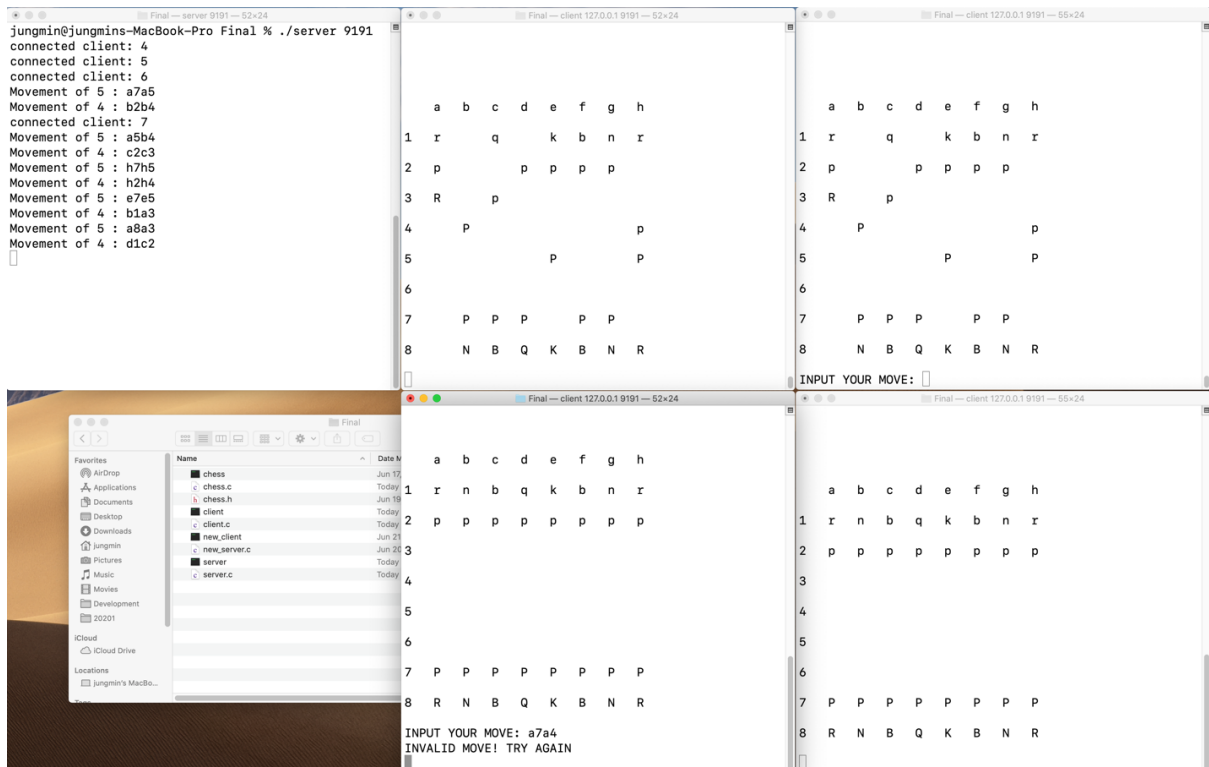 Final — server 9191 — 52×24
jungmin@jungmins-MacBook-Pro Final % ./server 9191
connected client: 4
connected client: 5
connected client: 6
Movement of 5 : a7a5
Movement of 4 : b2b4
connected client: 7
Movement of 5 : a5b4
Movement of 4 : c2c3
Movement of 5 : h7h5
Movement of 4 : h2h4
Movement of 5 : e7e5
Movement of 4 : b1a3
Movement of 5 : a8a3
Movement of 4 : d1c2
Final — client 127.0.0.1 9191 — 52×24
a b c d e f g h
1 r q k b n r
2 p p p p p
3 R p
4 P p
5 P P
6
7 P P P P P
8 N B Q K B N R
Final — client 127.0.0.1 9191 — 55×24
a b c d e f g h
1 r q k b n r
2 p p p p p
3 R p
4 P p
5 P P
6
7 P P P P P
8 N B Q K B N R
INPUT YOUR MOVE:
Final
Favorites
AirDrop
Applications
Documents
Desktop
Downloads
jungmin
Pictures
Music
Movies
Development
20201
iCloud
iCloud Drive
Locations
jungmin's MacBo...
Name Date M
chess Jun 17,
chess.c Today
chess.h Jun 19
client Today
client.c Today
new_client Jun 21
new_server.c Jun 20
server Today
server.c Today
Final — client 127.0.0.1 9191 — 52×24
a b c d e f g h
1 r n b q k b n r
2 p p p p p p p p
3
4
5
6
7 P P P P P P P P
8 R N B Q K B N R
INPUT YOUR MOVE: a7a4
INVALID MOVE! TRY AGAIN
Final — client 127.0.0.1 9191 — 55×24
a b c d e f g h
1 r n b q k b n r
2 p p p p p p p p
3
4
5
6
7 P P P P P P P P
8 R N B Q K B N R